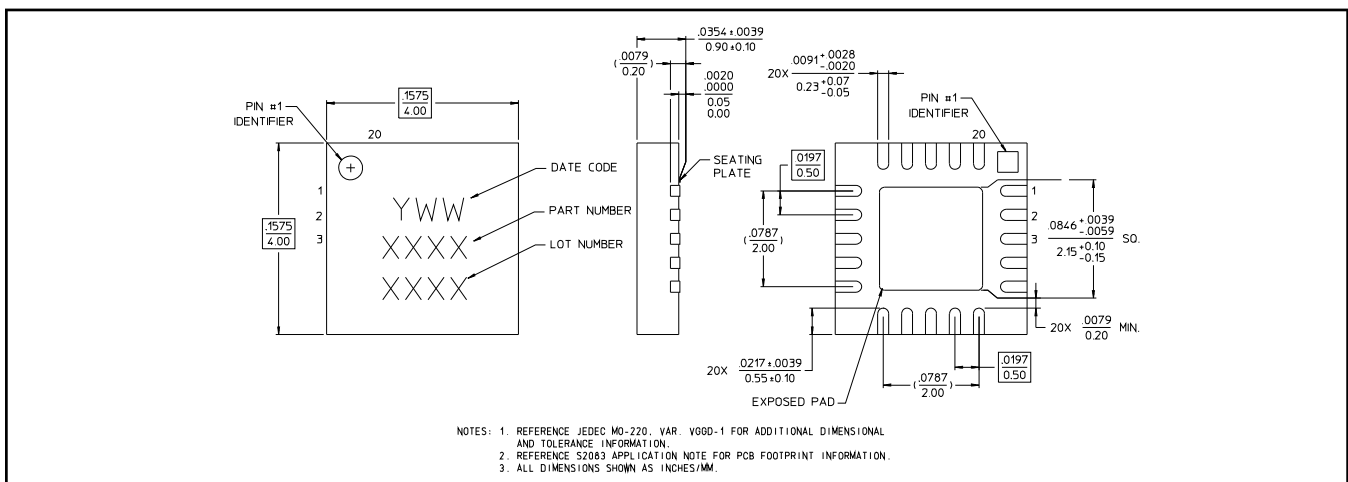 .0354 ±.0039
0.90 ±0.10
( .0079
0.20 )
.0020
.0000
0.05
0.00
20X .0091 +.0028
-.0020
0.23 +0.07
-0.05
PIN #1
IDENTIFIER
.1575
4.00
20
PIN #1
IDENTIFIER
20
SEATING
PLATE
.0197
0.50
DATE CODE
1
2
3
YWW
PART NUMBER
XXXX
LOT NUMBER
XXXX
.1575
4.00
( .0787
2.00 )
1
2
3
.0846 +.0039
-.0059
2.15 +0.10
-0.15
SQ.
20X .0079
0.20 MIN.
20X .0217 ±.0039
0.55 ±0.10
( .0787
2.00 )
.0197
0.50
EXPOSED PAD
NOTES: 1. REFERENCE JEDEC MO-220, VAR. VGGD-1 FOR ADDITIONAL DIMENSIONAL
AND TOLERANCE INFORMATION.
2. REFERENCE S2083 APPLICATION NOTE FOR PCB FOOTPRINT INFORMATION.
3. ALL DIMENSIONS SHOWN AS INCHES/MM.